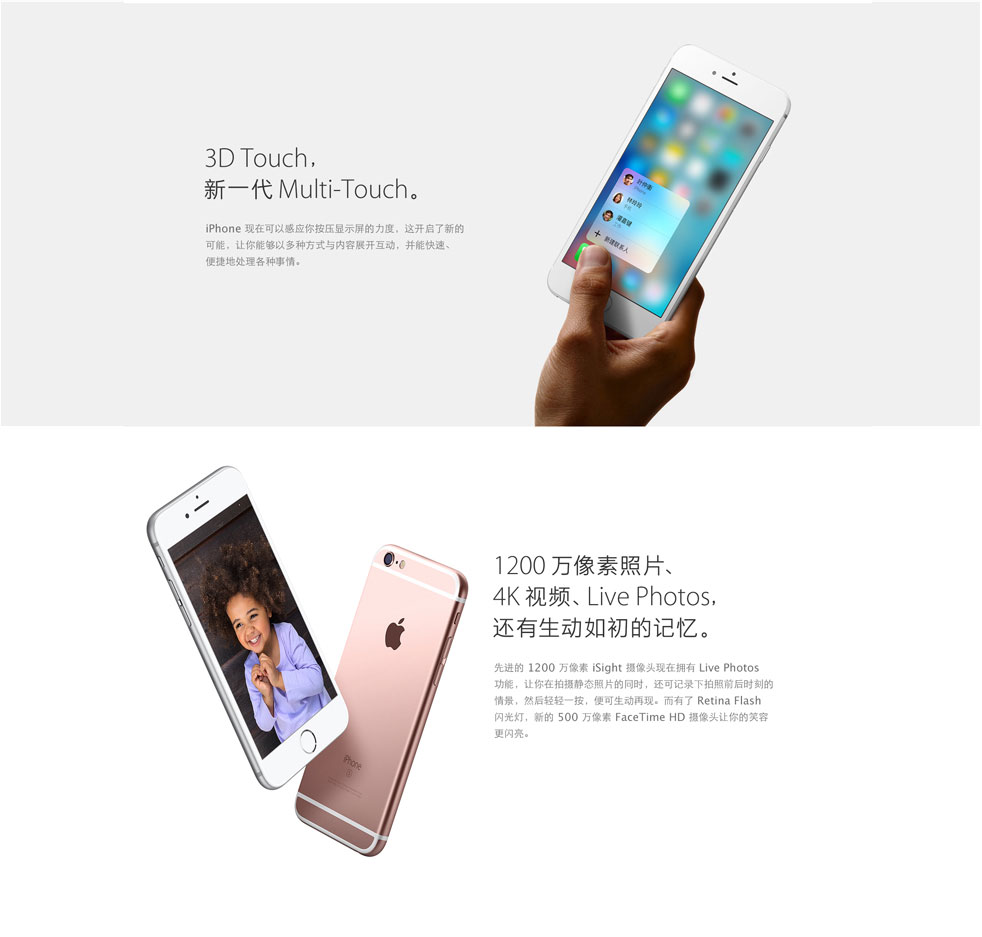 3D Touch,
新一代 Multi-Touch。
iPhone 现在可以感应你按压显示屏的力度，这开启了新的
可能，让你能够以多种方式与内容展开互动，并能快速、
便捷地处理各种事情。
新建联系人
1200 万像素照片、
4K 视频、Live Photos,
还有生动如初的记忆。
先进的 1200 万像素 iSight 摄像头现在拥有 Live Photos
功能，让你在拍摄静态照片的同时，还可记录下拍照前后时刻的
情景，然后轻轻一按，便可生动再现。而有了 Retina Flash
闪光灯，新的 500 万像素 FaceTime HD 摄像头让你的笑容
更闪亮。
iPhone